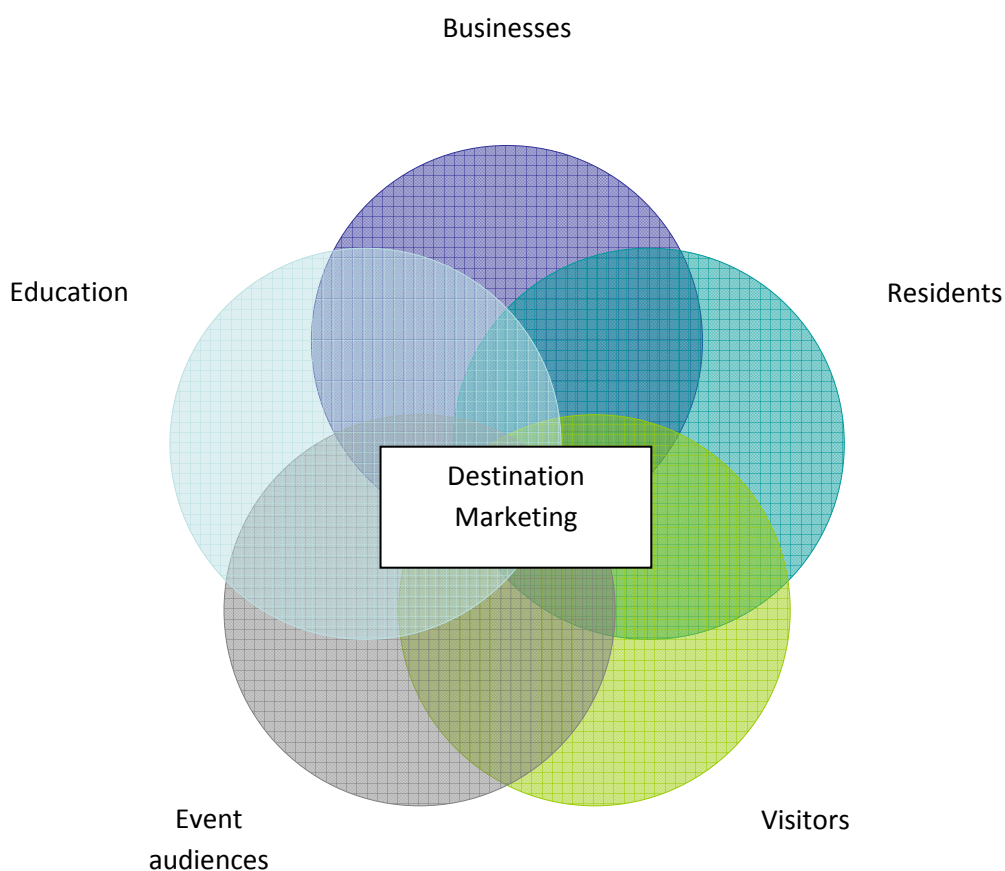 Businesses
Education
Residents
Destination
Marketing
Event
audiences
Visitors